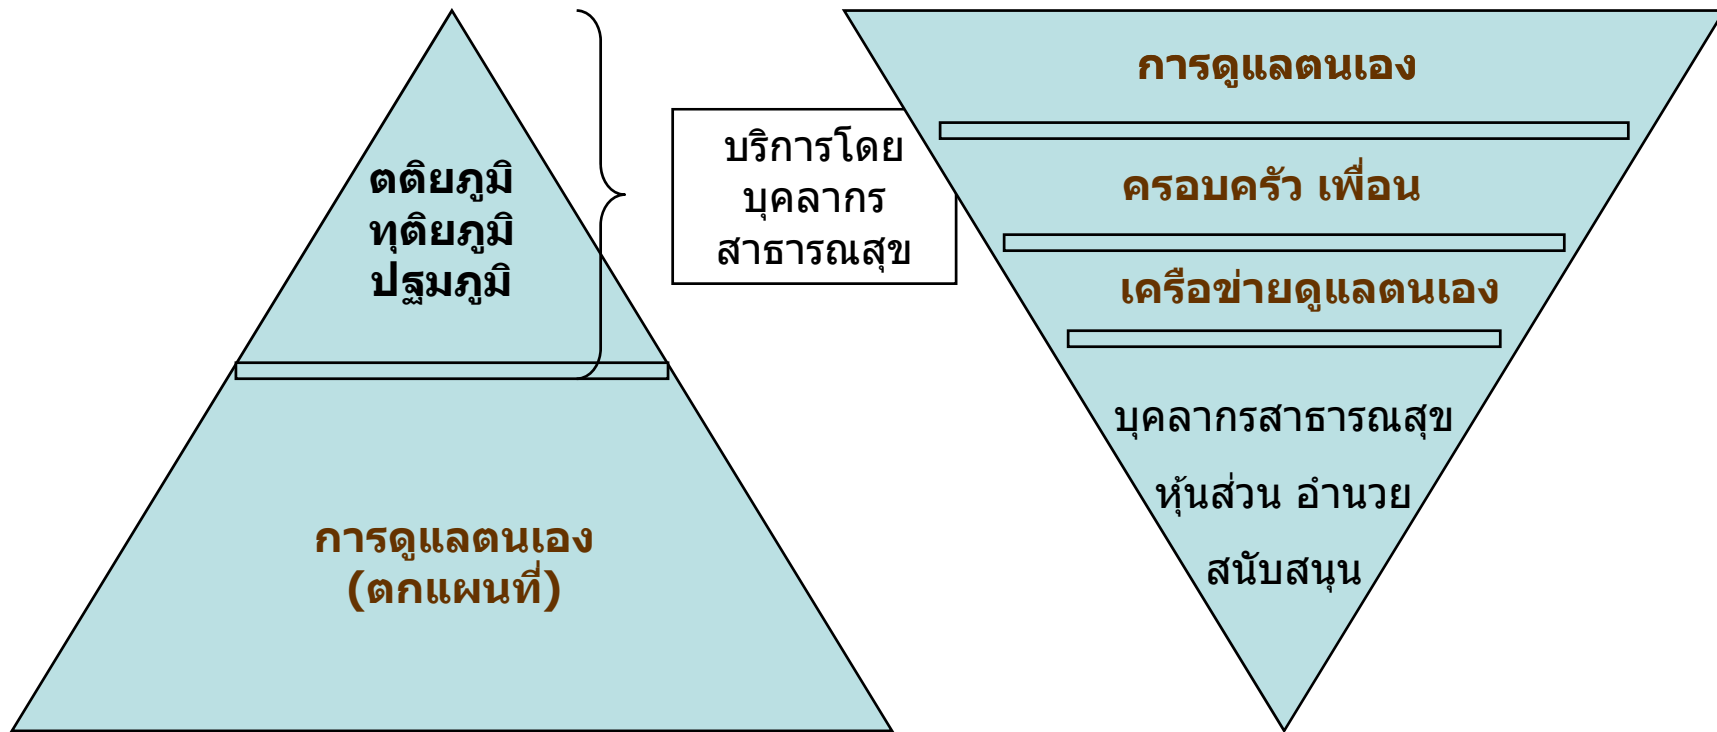 ตติยภูมิ
ทุติยภูมิ
ปฐมภูมิ
การดูแลตนเอง
(ตกแผนที่)
บริการโดย
บุคลากร
สาธารณสุข
การดูแลตนเอง
ครอบครัว เพื่อน
เครือข่ายดูแลตนเอง
บุคลากรสาธารณสุข
หุ้นส่วน อำนวย
สนับสนุน